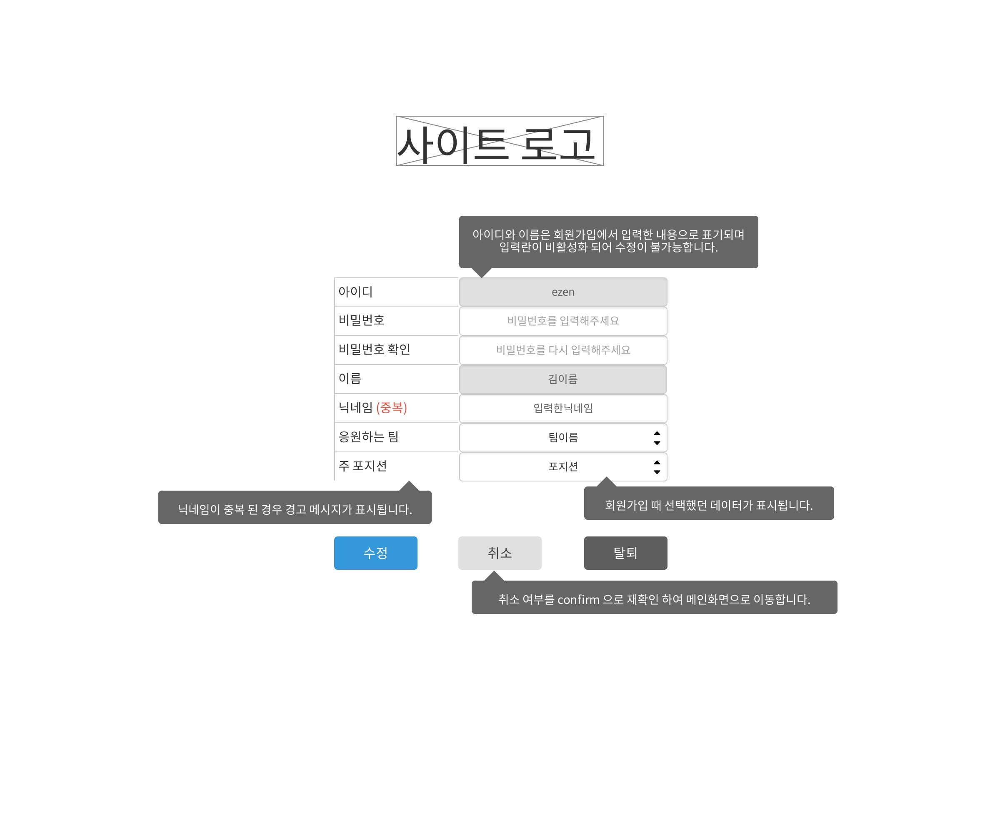 사이트 로고
아이디와 이름은 회원가입에서 입력한 내용으로 표기되며
입력란이 비활성화 되어 수정이 불가능합니다.
아이디 ezen
비밀번호 비밀번호를 입력해주세요
비밀번호 확인 비밀번호를 다시 입력해주세요
이름 김이름
닉네임 (중복) 입력한닉네임
응원하는 팀 팀이름
주 포지션 포지션
닉네임이 중복 된 경우 경고 메시지가 표시됩니다.
회원가입 때 선택했던 데이터가 표시됩니다.
수정 취소 탈퇴
취소 여부를 confirm 으로 재확인 하여 메인화면으로 이동합니다.